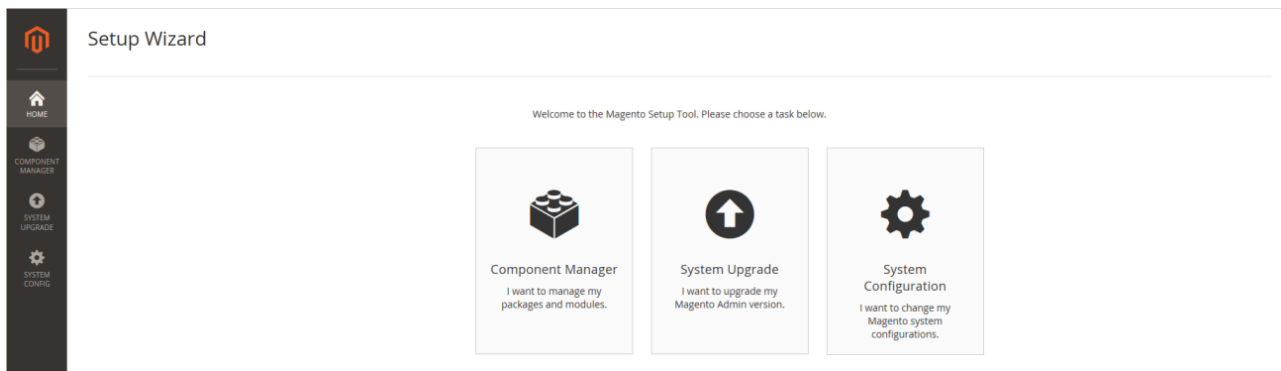 Setup Wizard
HOME
COMPONENT
MANAGER
SYSTEM
UPGRADE
SYSTEM
CONFIG
Welcome to the Magento Setup Tool. Please choose a task below.
Component Manager
I want to manage my
packages and modules.
System Upgrade
I want to upgrade my
Magento Admin version.
System
Configuration
I want to change my
Magento system
configurations.